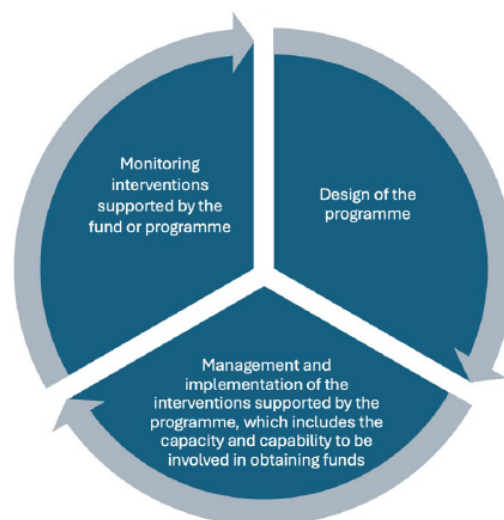 Monitoring
interventions
supported by the
fund or programme
Design of the
programme
Management and
implementation of the
interventions supported by the
programme, which includes the
capacity and capability to be
involved in obtaining funds